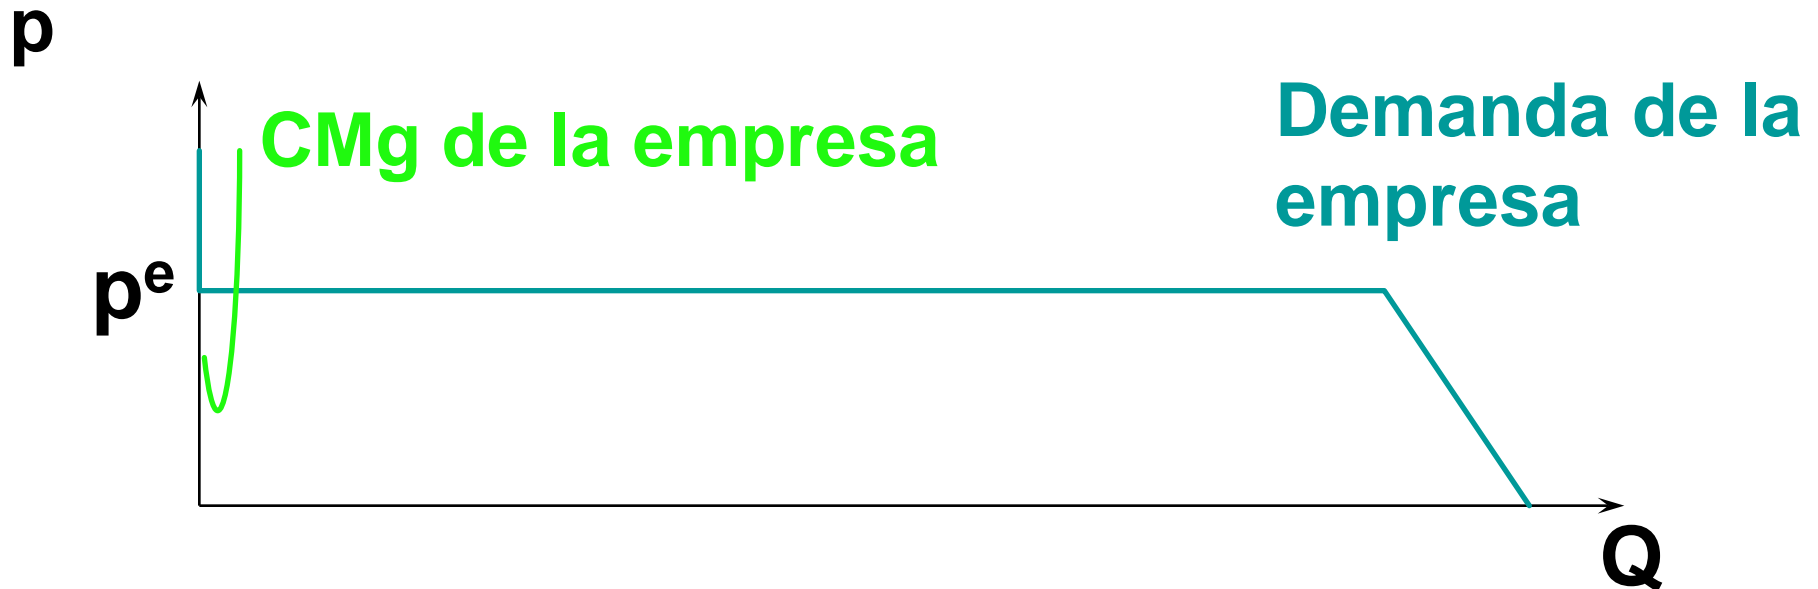 p
CMg de la empresa
Demanda de la
empresa
pᵉ
Q